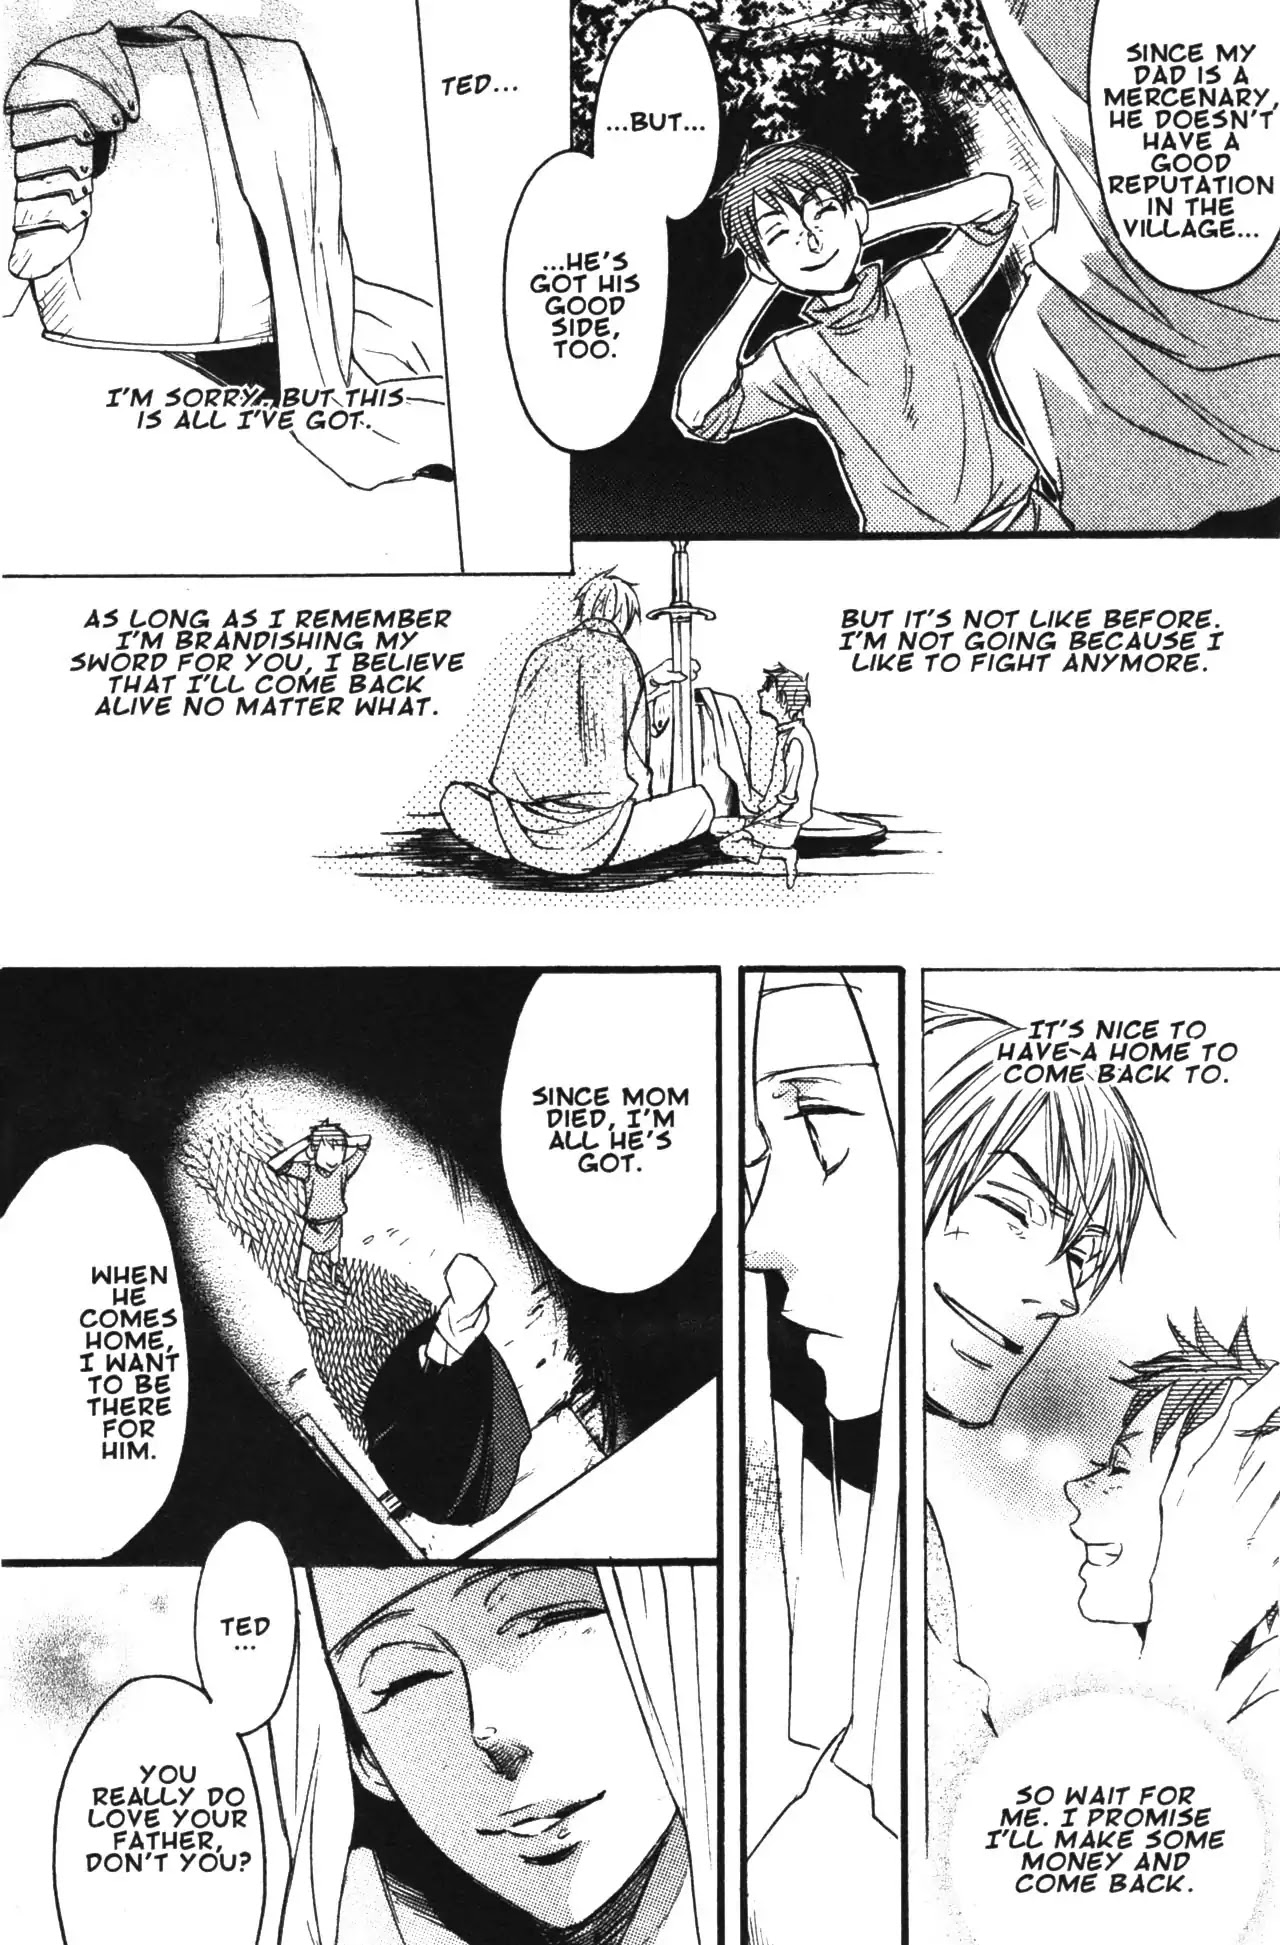 SINCE MY
DAD IS A
MERCENARY,
HE DOESN'T
HAVE A
GOOD
REPUTATION
IN THE
VILLAGE...
...BUT...
...HE'S
GOT HIS
GOOD
SIDE,
TOO.
TED...
I'M SORRY...BUT THIS
IS ALL I'VE GOT.
BUT IT'S NOT LIKE BEFORE.
I'M NOT GOING BECAUSE I
LIKE TO FIGHT ANYMORE.
AS LONG AS I REMEMBER
I'M BRANDISHING MY
SWORD FOR YOU, I BELIEVE
THAT I'LL COME BACK
ALIVE NO MATTER WHAT.
IT'S NICE TO
HAVE A HOME TO
COME BACK TO.
SO WAIT FOR
ME. I PROMISE
I'LL MAKE SOME
MONEY AND
COME BACK.
SINCE MOM
DIED, I'M
ALL HE'S
GOT.
WHEN
HE
COMES
HOME,
I WANT
TO BE
THERE
FOR
HIM.
TED
...
YOU
REALLY DO
LOVE YOUR
FATHER,
DON'T YOU?